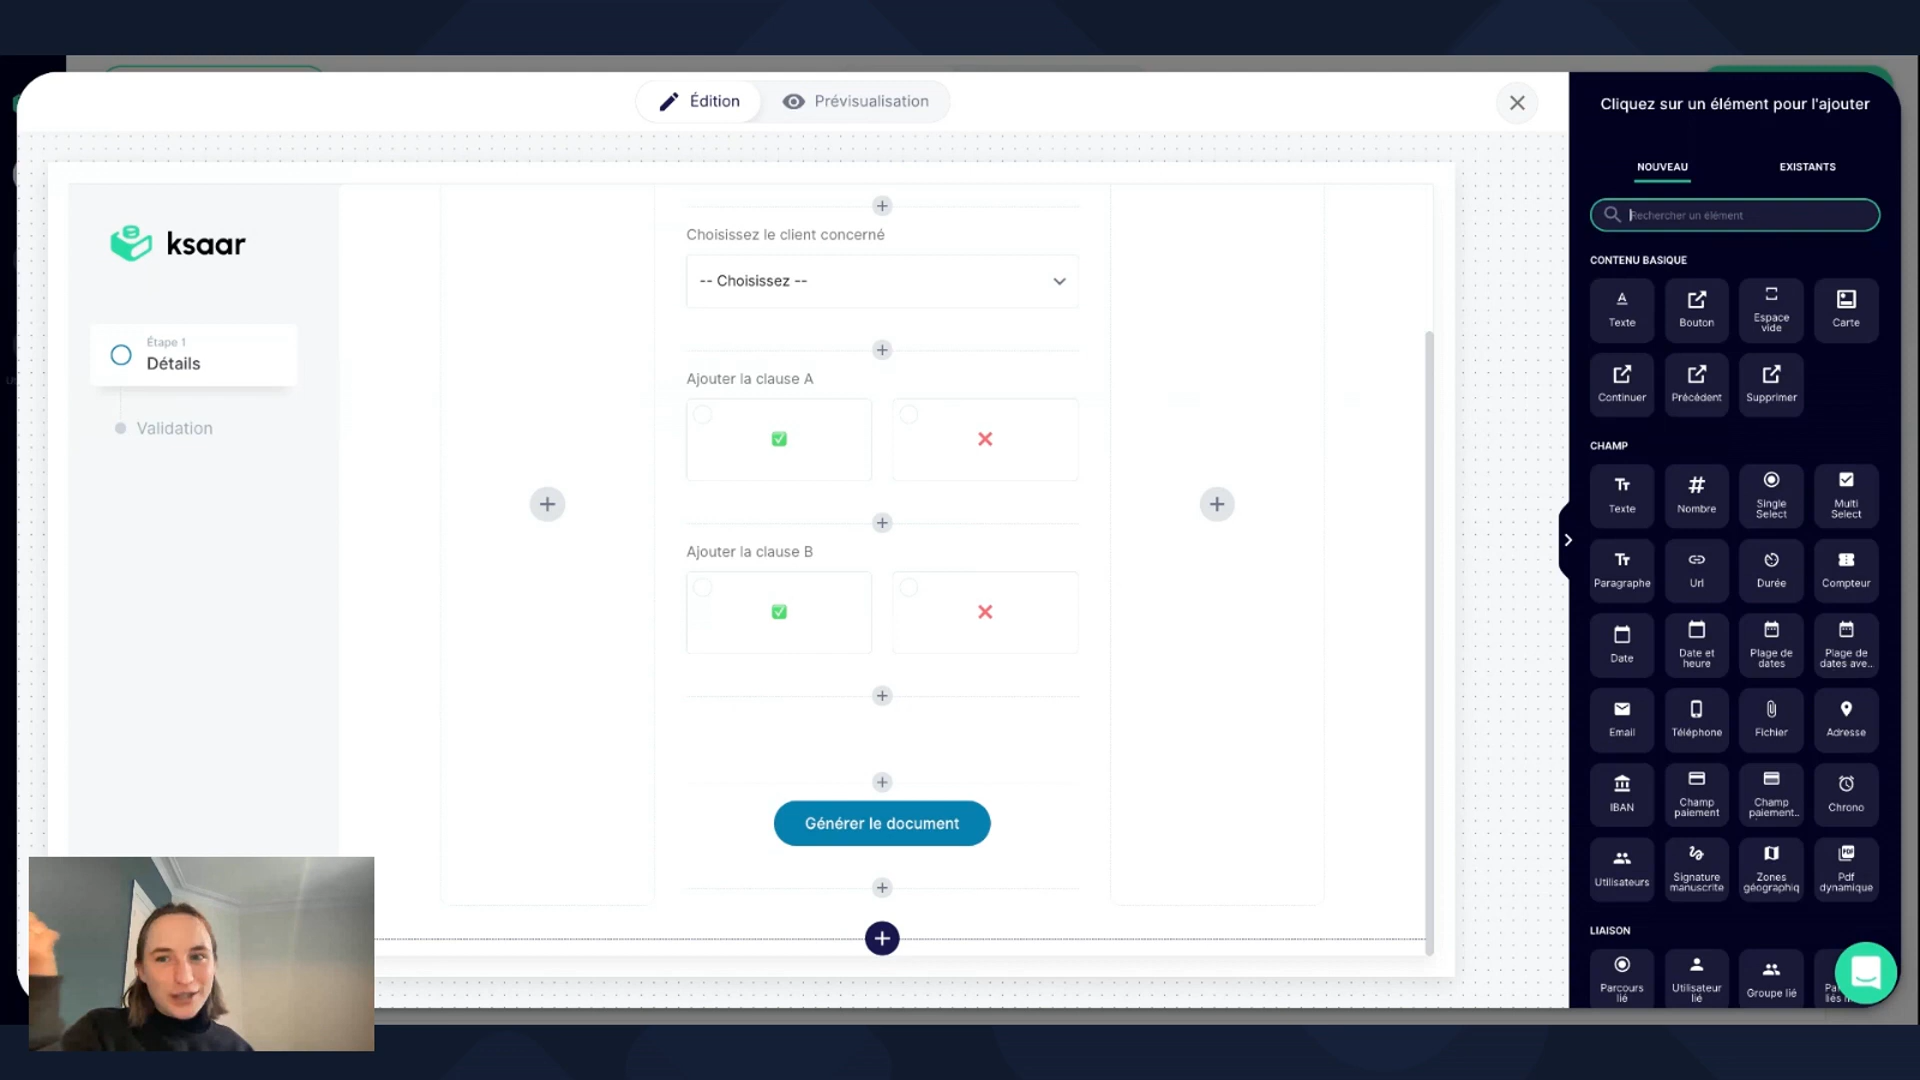 Édition
Prévisualisation
Cliquez sur un élément pour l'ajouter
NOUVEAU
EXISTANTS
Rechercher un élément
ksaar
Étape 1
Détails
Validation
Choisissez le client concerné
-- Choisissez --
Ajouter la clause A
Ajouter la clause B
Générer le document
CONTENU BASIQUE
Texte
Bouton
Espace vide
Carte
Continuer
Précédent
Supprimer
CHAMP
Texte
Nombre
Single Select
Multi Select
Paragraphe
Url
Durée
Compteur
Date
Date et heure
Plage de dates
Plage de dates ave..
Email
Téléphone
Fichier
Adresse
IBAN
Champ paiement
Champ paiement..
Chrono
Utilisateurs
Signature manuscrite
Zones géographiq
Pdf dynamique
LIAISON
Parcours lié
Utilisateur lié
Groupe lié